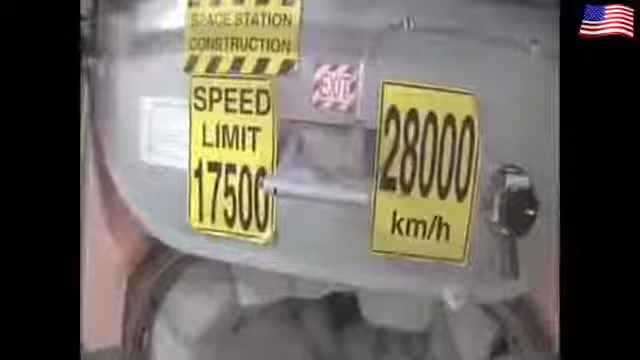 SPACE STATION
CONSTRUCTION
SPEED
LIMIT
17500
EXIT
28000
km/h